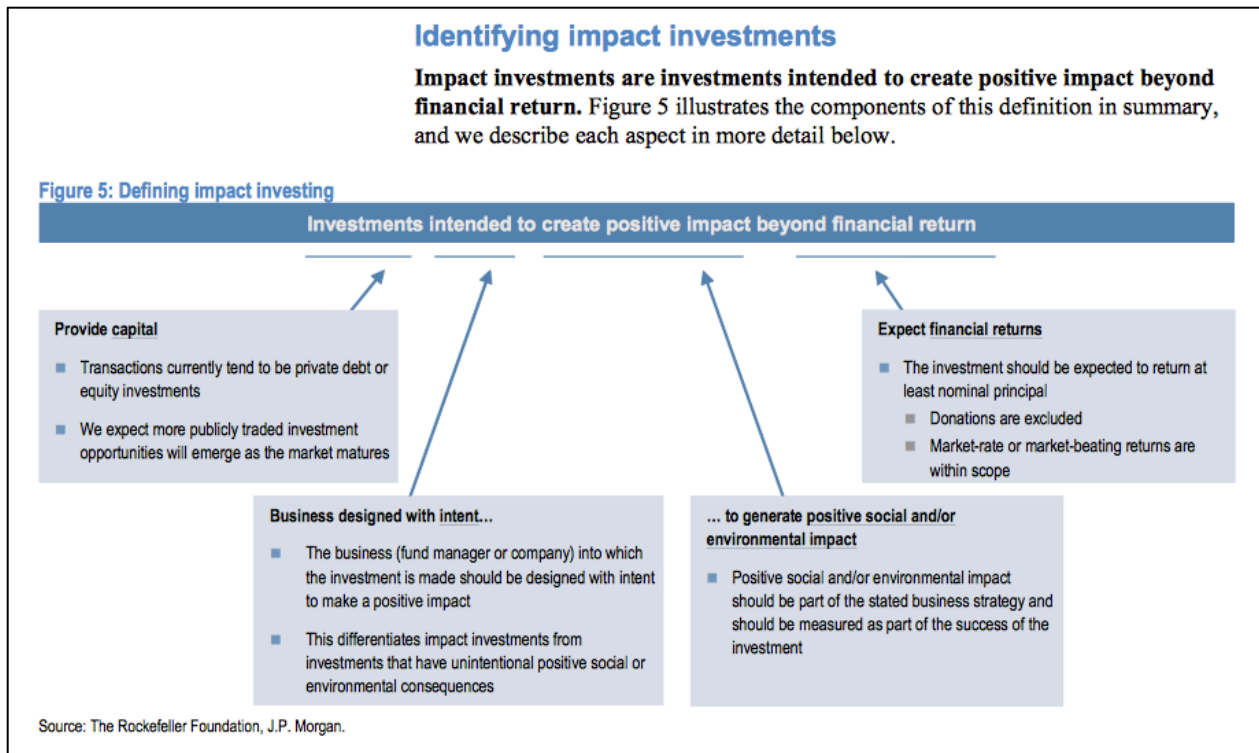 Identifying impact investments
Impact investments are investments intended to create positive impact beyond
financial return. Figure 5 illustrates the components of this definition in summary,
and we describe each aspect in more detail below.
Figure 5: Defining impact investing
Investments intended to create positive impact beyond financial return
Provide capital
Transactions currently tend to be private debt or
equity investments
We expect more publicly traded investment
opportunities will emerge as the market matures
Expect financial returns
The investment should be expected to return at
least nominal principal
Donations are excluded
Market-rate or market-beating returns are
within scope
Business designed with intent...
The business (fund manager or company) into which
the investment is made should be designed with intent
to make a positive impact
This differentiates impact investments from
investments that have unintentional positive social or
environmental consequences
... to generate positive social and/or
environmental impact
Positive social and/or environmental impact
should be part of the stated business strategy and
should be measured as part of the success of the
investment
Source: The Rockefeller Foundation, J.P. Morgan.